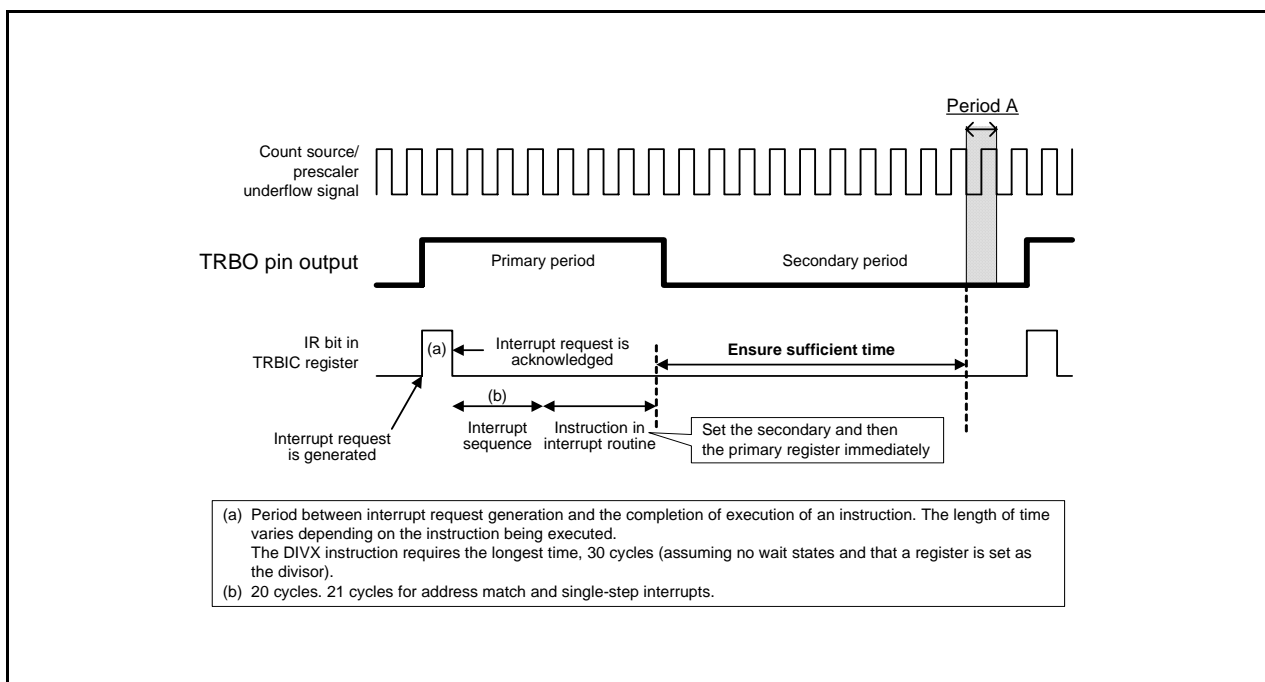 Period A
Count source/
prescaler
underflow signal
TRBO pin output
Primary period
Secondary period
IR bit in
TRBIC register
(a)
Interrupt request is
acknowledged
Ensure sufficient time
(b)
Interrupt request
is generated
Interrupt
sequence
Instruction in
interrupt routine
Set the secondary and then
the primary register immediately
(a) Period between interrupt request generation and the completion of execution of an instruction. The length of time
varies depending on the instruction being executed.
The DIVX instruction requires the longest time, 30 cycles (assuming no wait states and that a register is set as
the divisor).
(b) 20 cycles. 21 cycles for address match and single-step interrupts.